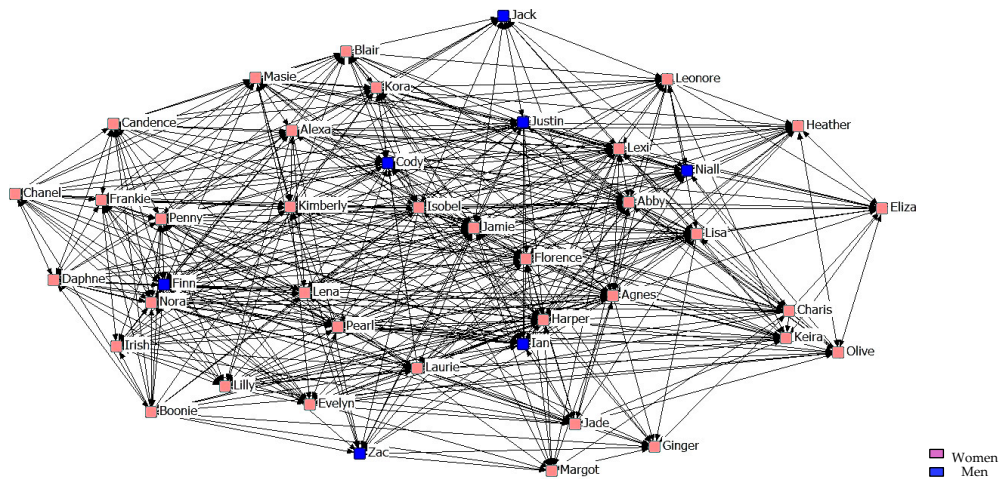 Jack
Blair
Masie
Leonore
Kora
Candence
Alexa
Justin
Heather
Lexi
Cody
Niall
Chanel
Frankie
Kimberly
Isobel
Abby
Eliza
Penny
Jamie
Lisa
Florence
Daphne
Finn
Lena
Agnes
Nora
Charis
Harper
Pearl
Keira
Irish
Ian
Olive
Laurie
Lilly
Evelyn
Boonie
Jade
Ginger
Zac
Margot
Women
Men